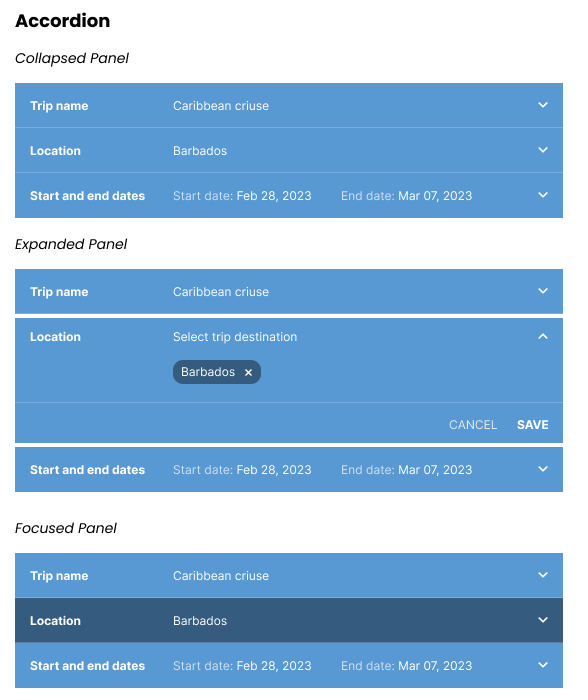 Accordion
Collapsed Panel
Trip name Caribbean criuse
Location Barbados
Start and end dates Start date: Feb 28, 2023 End date: Mar 07, 2023
Expanded Panel
Trip name Caribbean criuse
Location Select trip destination
Barbados ×
CANCEL SAVE
Start and end dates Start date: Feb 28, 2023 End date: Mar 07, 2023
Focused Panel
Trip name Caribbean criuse
Location Barbados
Start and end dates Start date: Feb 28, 2023 End date: Mar 07, 2023